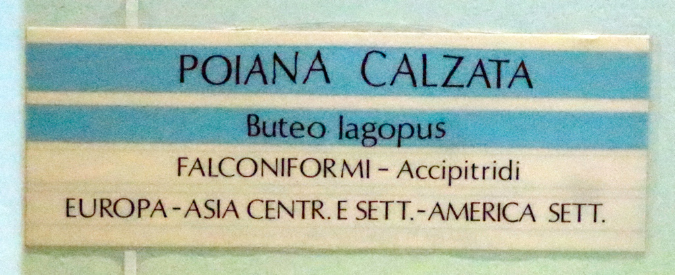 POIANA CALZATA
Buteo lagopus
FALCONIFORMI - Accipitridi
EUROPA-ASIA CENTR. E SETT.-AMERICA SETT.